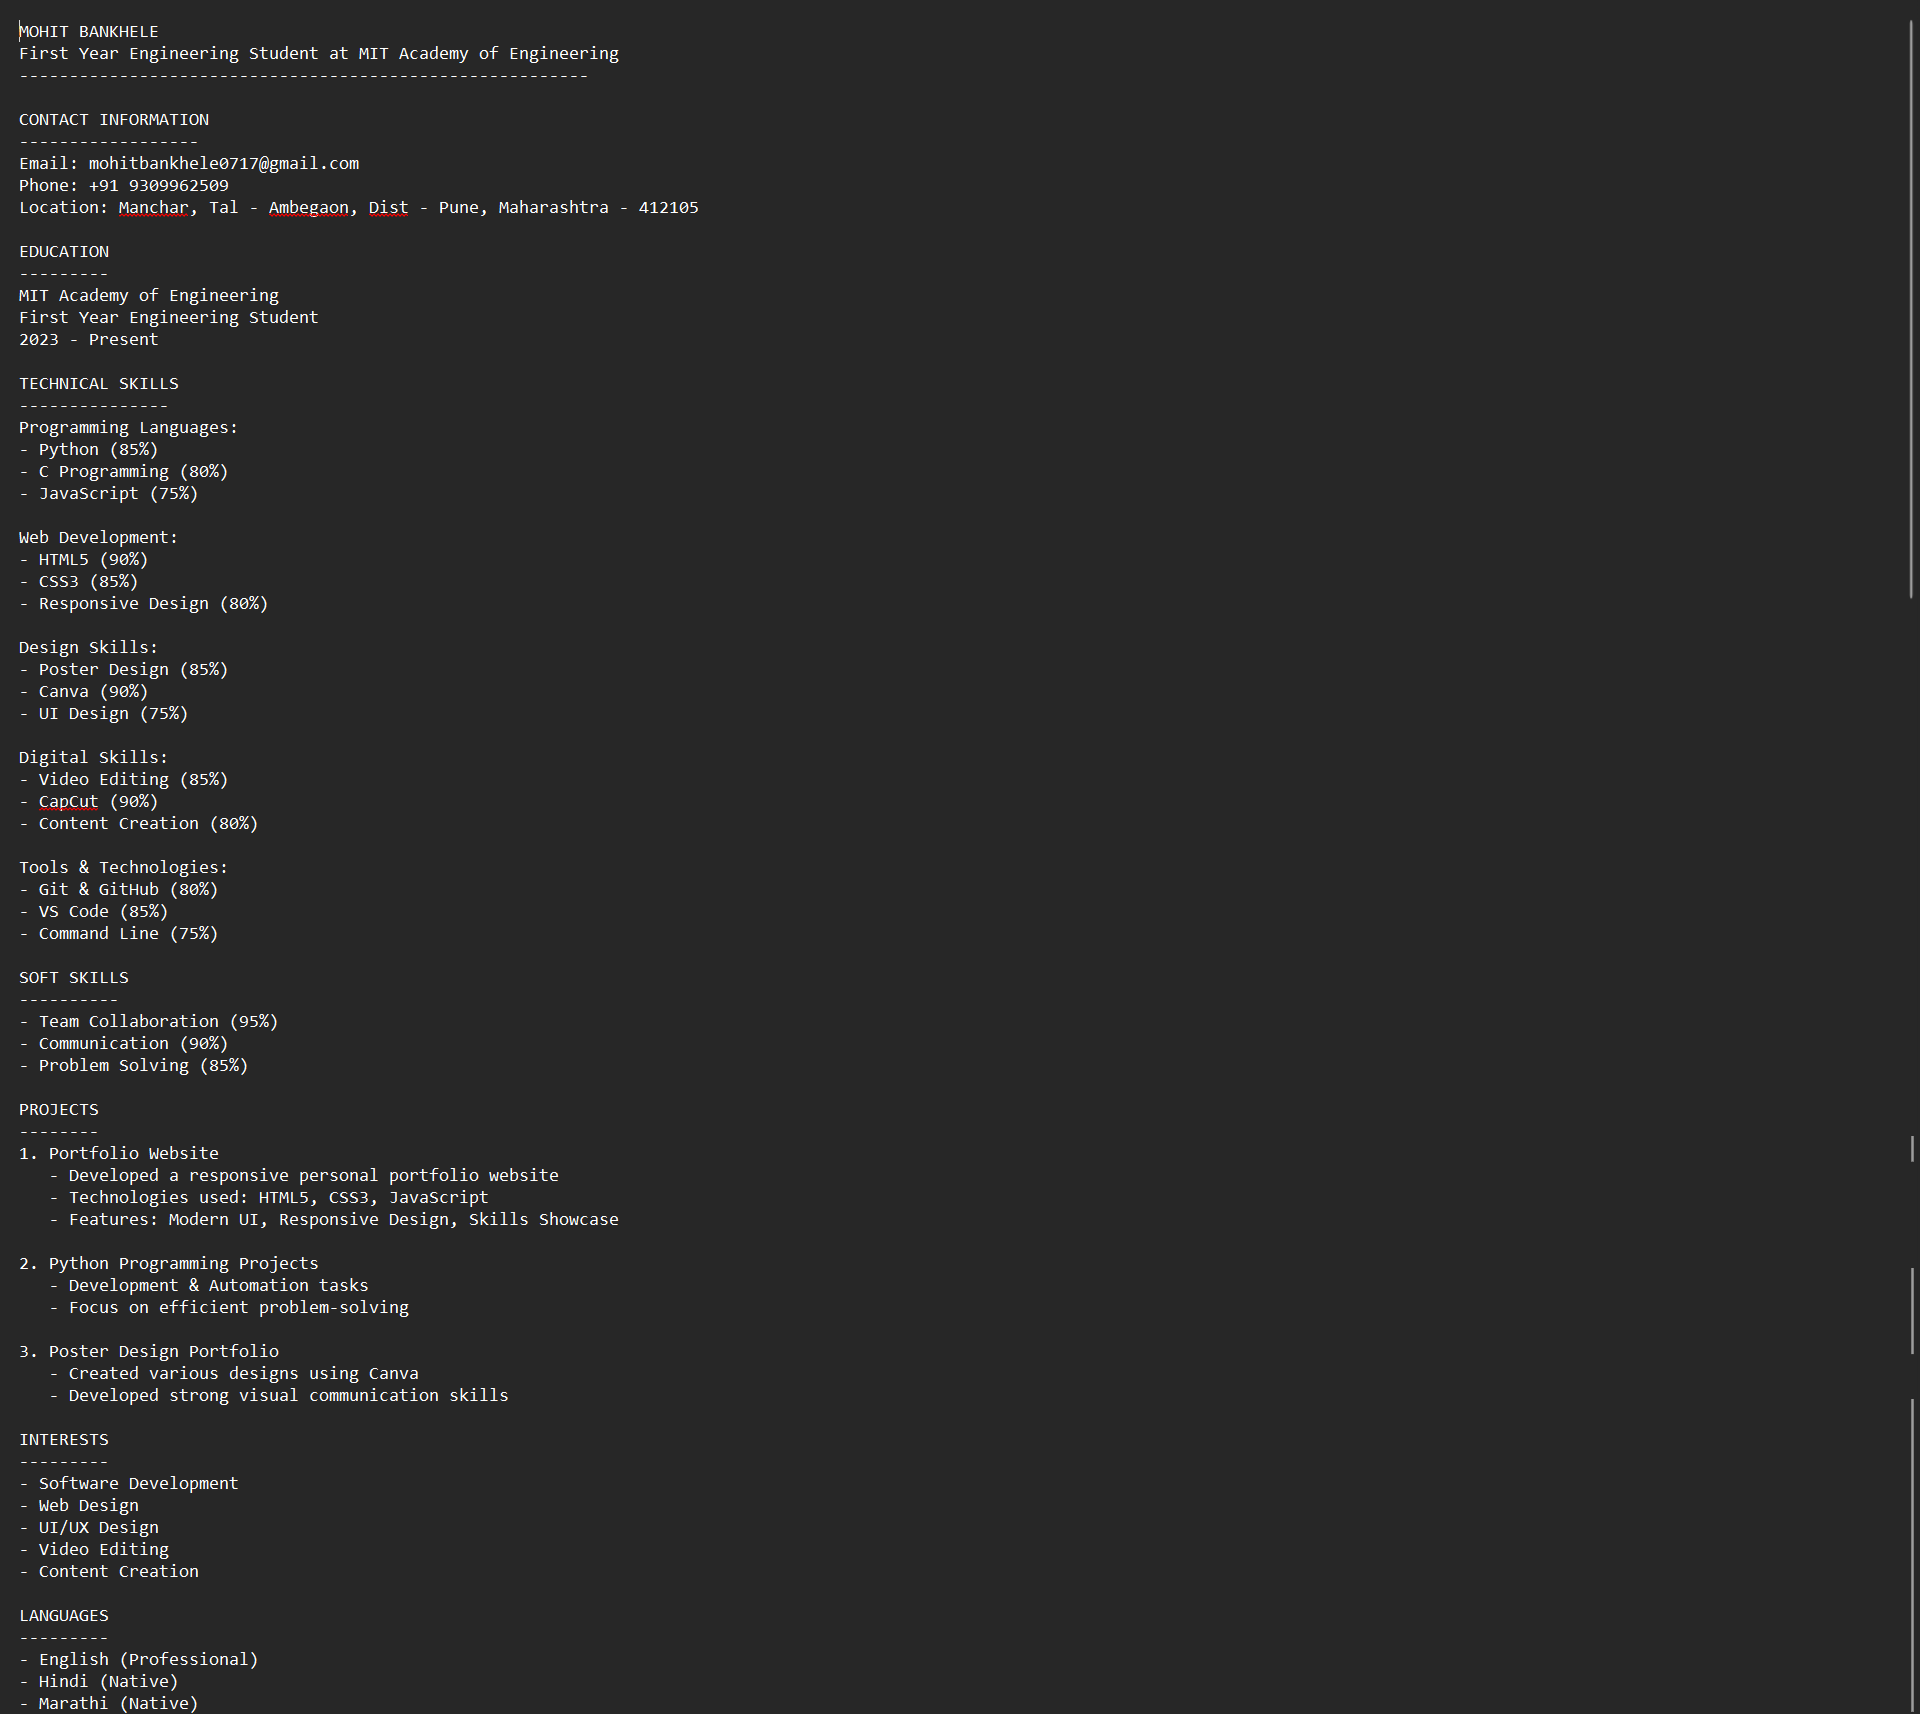 MOHIT BANKHELE
First Year Engineering Student at MIT Academy of Engineering
---------------------------------------------------------

CONTACT INFORMATION
------------------
Email: mohitbankhele0717@gmail.com
Phone: +91 9309962509
Location: Manchar, Tal - Ambegaon, Dist - Pune, Maharashtra - 412105

EDUCATION
---------
MIT Academy of Engineering
First Year Engineering Student
2023 - Present

TECHNICAL SKILLS
---------------
Programming Languages:
- Python (85%)
- C Programming (80%)
- JavaScript (75%)

Web Development:
- HTML5 (90%)
- CSS3 (85%)
- Responsive Design (80%)

Design Skills:
- Poster Design (85%)
- Canva (90%)
- UI Design (75%)

Digital Skills:
- Video Editing (85%)
- CapCut (90%)
- Content Creation (80%)

Tools & Technologies:
- Git & GitHub (80%)
- VS Code (85%)
- Command Line (75%)

SOFT SKILLS
----------
- Team Collaboration (95%)
- Communication (90%)
- Problem Solving (85%)

PROJECTS
--------
1. Portfolio Website
   - Developed a responsive personal portfolio website
   - Technologies used: HTML5, CSS3, JavaScript
   - Features: Modern UI, Responsive Design, Skills Showcase

2. Python Programming Projects
   - Development & Automation tasks
   - Focus on efficient problem-solving

3. Poster Design Portfolio
   - Created various designs using Canva
   - Developed strong visual communication skills

INTERESTS
---------
- Software Development
- Web Design
- UI/UX Design
- Video Editing
- Content Creation

LANGUAGES
---------
- English (Professional)
- Hindi (Native)
- Marathi (Native)